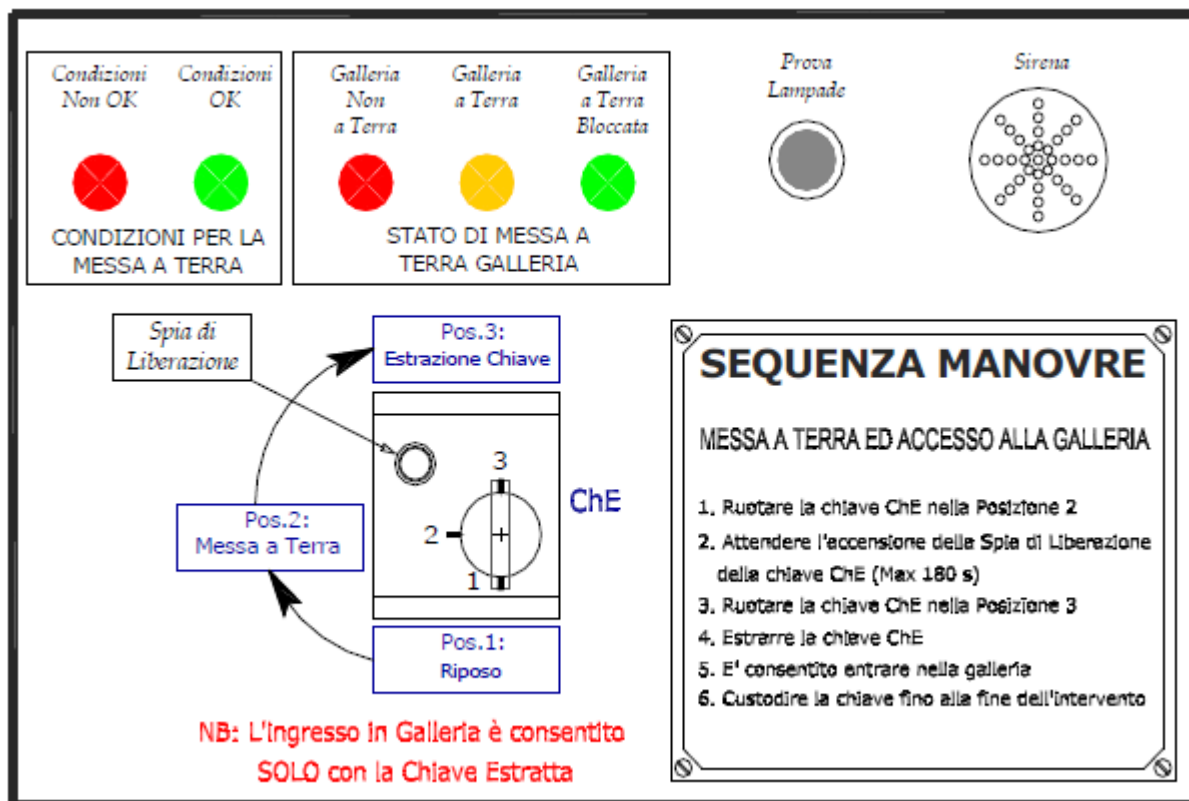 Condizioni
Non OK
Condizioni
OK
CONDIZIONI PER LA
MESSA A TERRA
Galleria
Non
a Terra
Galleria
a Terra
Galleria
a Terra
Bloccata
STATO DI MESSA A
TERRA GALLERIA
Prova
Lampade
Sirena
Spia di
Liberazione
Pos.3:
Estrazione Chiave
3
2
1
ChE
Pos.2:
Messa a Terra
Pos.1:
Riposo
NB: L'ingresso in Galleria è consentito
SOLO con la Chiave Estratta
SEQUENZA MANOVRE
MESSA A TERRA ED ACCESSO ALLA GALLERIA
1. Ruotare la chiave ChE nella Posizione 2
2. Attendere l'accensione della Spia di Liberazione
della chiave ChE (Max 180 s)
3. Ruotare la chiave ChE nella Posizione 3
4. Estrarre la chiave ChE
5. E' consentito entrare nella galleria
6. Custodire la chiave fino alla fine dell'intervento